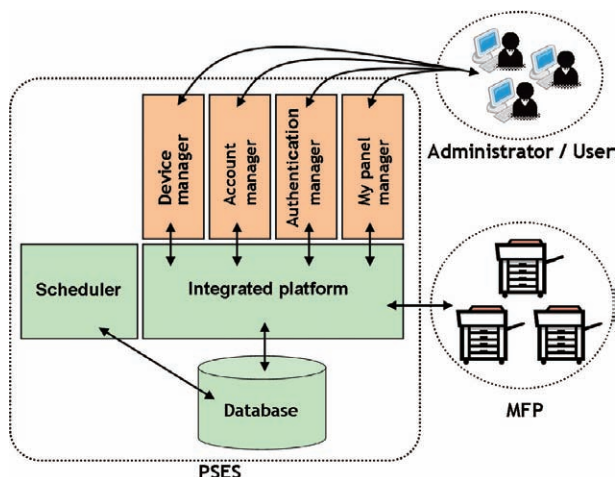 Administrator / User
Device
manager
Account
manager
Authentication
manager
My panel
manager
Scheduler
Integrated platform
Database
MFP
PSES